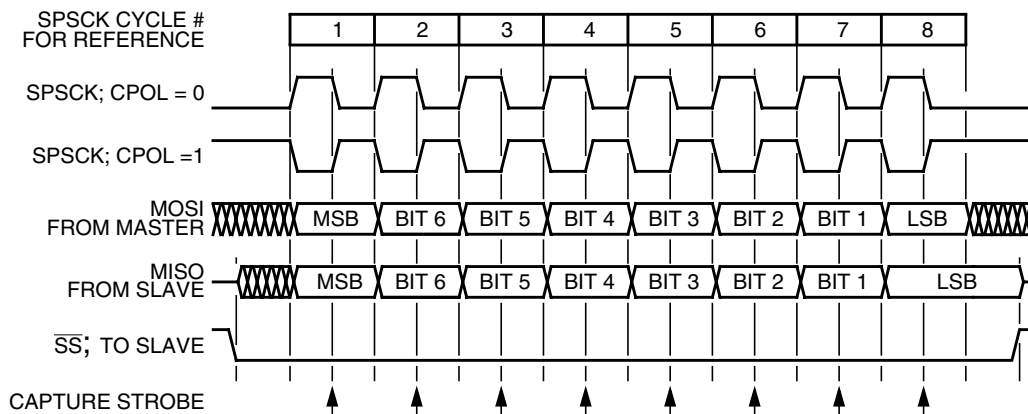 SPSCK CYCLE #
FOR REFERENCE
1 2 3 4 5 6 7 8
SPSCK; CPOL = 0
SPSCK; CPOL =1
MOSI
FROM MASTER
MSB BIT 6 BIT 5 BIT 4 BIT 3 BIT 2 BIT 1 LSB
MISO
FROM SLAVE
MSB BIT 6 BIT 5 BIT 4 BIT 3 BIT 2 BIT 1 LSB
SS; TO SLAVE
CAPTURE STROBE